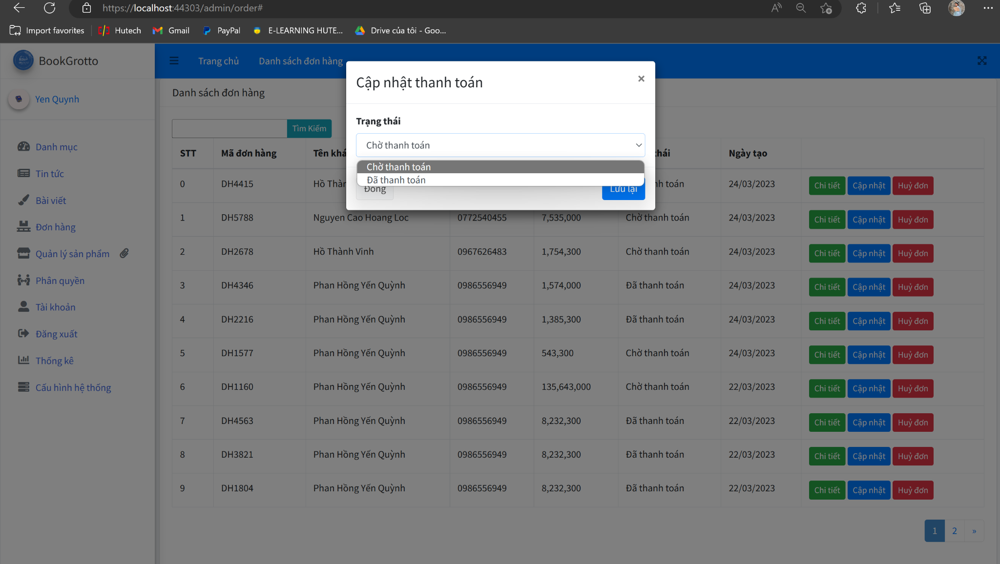 https://localhost:44303/admin/order#
Import favorites Hutech Gmail PayPal E-LEARNING HUTE... Drive của tôi - Goo...
BookGrotto
Trang chủ Danh sách đơn hàng
Yen Quynh
Danh mục
Tin tức
Bài viết
Đơn hàng
Quản lý sản phẩm
Phân quyền
Tài khoản
Đăng xuất
Thống kê
Cấu hình hệ thống
Cập nhật thanh toán ×
Trạng thái
Chờ thanh toán
Chờ thanh toán
Đã thanh toán
Đóng Lưu lại
Danh sách đơn hàng
Tìm Kiếm
STT Mã đơn hàng Tên Ngày tạo
0 DH4415 Hồ toán 24/03/2023 Chi tiết Cập nhật Huỷ đơn
1 DH5788 Nguyen Cao Hoang Loc 0772540455 7,535,000 Chờ thanh toán 24/03/2023 Chi tiết Cập nhật Huỷ đơn
2 DH2678 Hồ Thành Vinh 0967626483 1,754,300 Chờ thanh toán 24/03/2023 Chi tiết Cập nhật Huỷ đơn
3 DH4346 Phan Hồng Yến Quỳnh 0986556949 1,574,000 Đã thanh toán 24/03/2023 Chi tiết Cập nhật Huỷ đơn
4 DH2216 Phan Hồng Yến Quỳnh 0986556949 1,385,300 Đã thanh toán 24/03/2023 Chi tiết Cập nhật Huỷ đơn
5 DH1577 Phan Hồng Yến Quỳnh 0986556949 543,300 Chờ thanh toán 24/03/2023 Chi tiết Cập nhật Huỷ đơn
6 DH1160 Phan Hồng Yến Quỳnh 0986556949 135,643,000 Chờ thanh toán 22/03/2023 Chi tiết Cập nhật Huỷ đơn
7 DH4563 Phan Hồng Yến Quỳnh 0986556949 8,232,300 Đã thanh toán 22/03/2023 Chi tiết Cập nhật Huỷ đơn
8 DH3821 Phan Hồng Yến Quỳnh 0986556949 8,232,300 Đã thanh toán 22/03/2023 Chi tiết Cập nhật Huỷ đơn
9 DH1804 Phan Hồng Yến Quỳnh 0986556949 8,232,300 Đã thanh toán 22/03/2023 Chi tiết Cập nhật Huỷ đơn
1 2 »